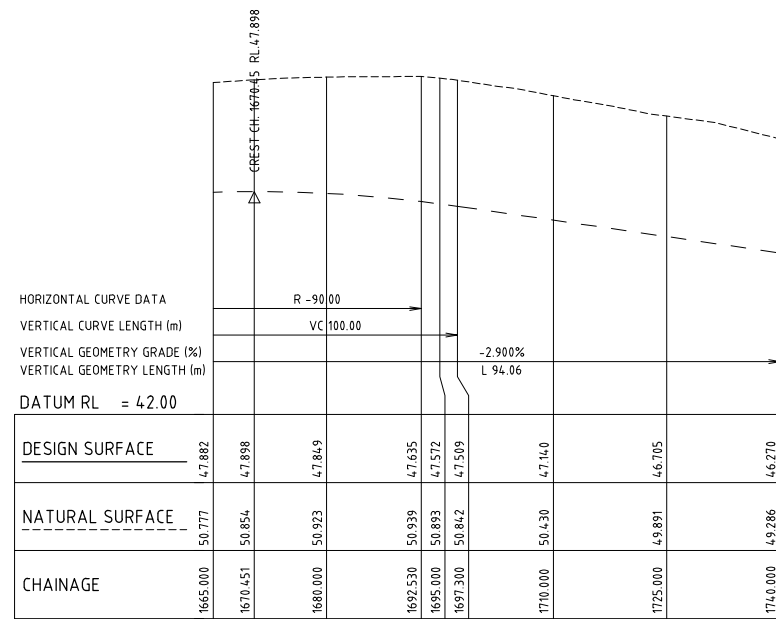 CREST CH. 1670.45 RL.47.898
HORIZONTAL CURVE DATA R -90.00
VERTICAL CURVE LENGTH (m) VC 100.00
VERTICAL GEOMETRY GRADE (%) -2.900%
VERTICAL GEOMETRY LENGTH (m) L 94.06
DATUM RL = 42.00
DESIGN SURFACE 47.882 47.898 47.849 47.635 47.572 47.509 47.140 46.705 46.270
NATURAL SURFACE 50.777 50.854 50.923 50.939 50.893 50.842 50.430 49.891 49.286
CHAINAGE 1665.000 1670.451 1680.000 1692.530 1695.000 1697.300 1710.000 1725.000 1740.000